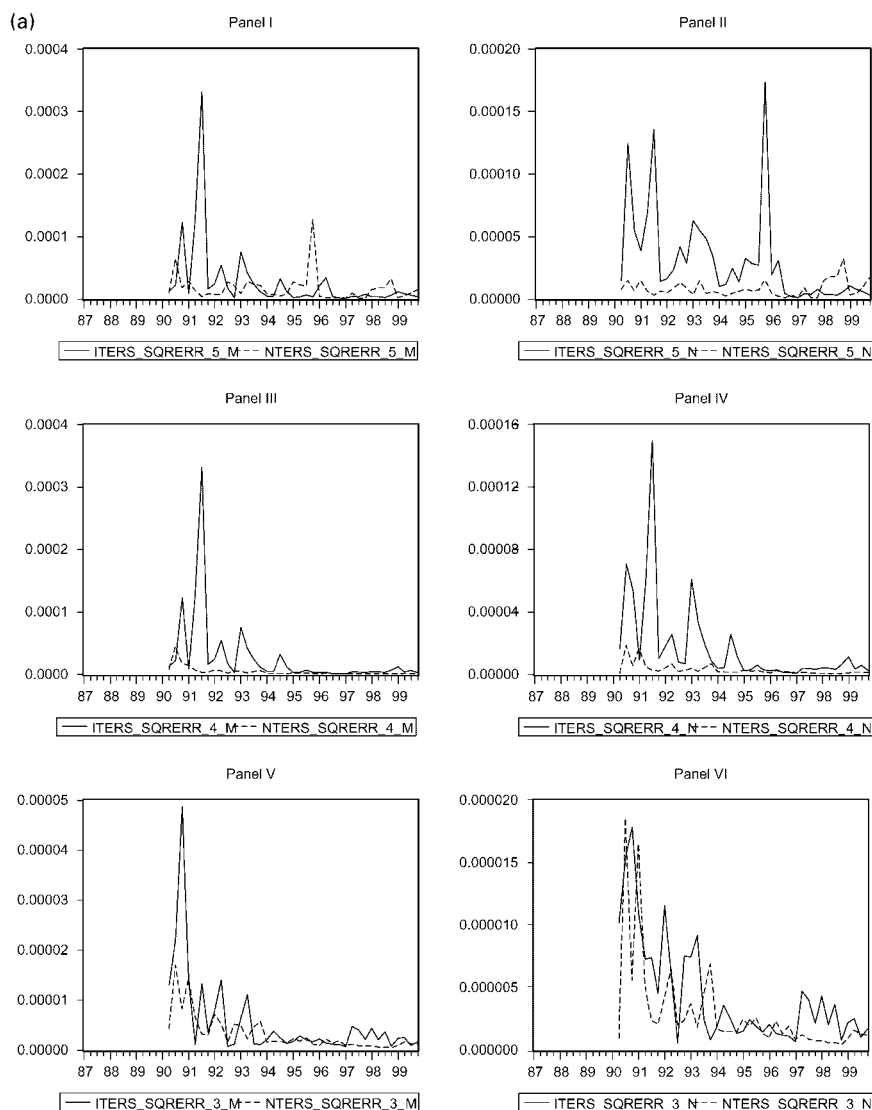 (a)
Panel I
Panel II
0.0004
0.0003
0.0002
0.0001
0.0000
87 88 89 90 91 92 93 94 95 96 97 98 99
ITERS_SQRERR_5_M NTERS_SQRERR_5_M
0.00020
0.00015
0.00010
0.00005
0.00000
87 88 89 90 91 92 93 94 95 96 97 98 99
ITERS_SQRERR_5_N NTERS_SQRERR_5_N
Panel III
Panel IV
0.0004
0.0003
0.0002
0.0001
0.0000
87 88 89 90 91 92 93 94 95 96 97 98 99
ITERS_SQRERR_4_M NTERS_SQRERR_4_M
0.00016
0.00012
0.00008
0.00004
0.00000
87 88 89 90 91 92 93 94 95 96 97 98 99
ITERS_SQRERR_4_N NTERS_SQRERR_4_N
Panel V
Panel VI
0.00005
0.00004
0.00003
0.00002
0.00001
0.00000
87 88 89 90 91 92 93 94 95 96 97 98 99
ITERS_SQRERR_3_M NTERS_SQRERR_3_M
0.000020
0.000015
0.000010
0.000005
0.000000
87 88 89 90 91 92 93 94 95 96 97 98 99
ITERS_SQRERR_3_N NTERS_SQRERR_3_N